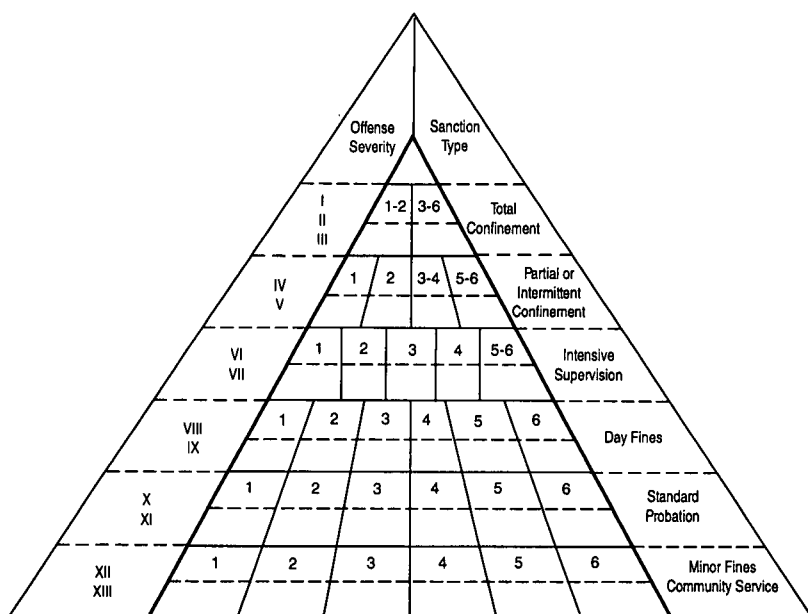 Offense
Severity
Sanction
Type
I
II
III
1-2 3-6
Total
Confinement
IV
V
1 2 3-4 5-6
Partial or
Intermittent
Confinement
VI
VII
1 2 3 4 5-6
Intensive
Supervision
VIII
IX
1 2 3 4 5 6
Day Fines
X
XI
1 2 3 4 5 6
Standard
Probation
XII
XIII
1 2 3 4 5 6
Minor Fines
Community Service